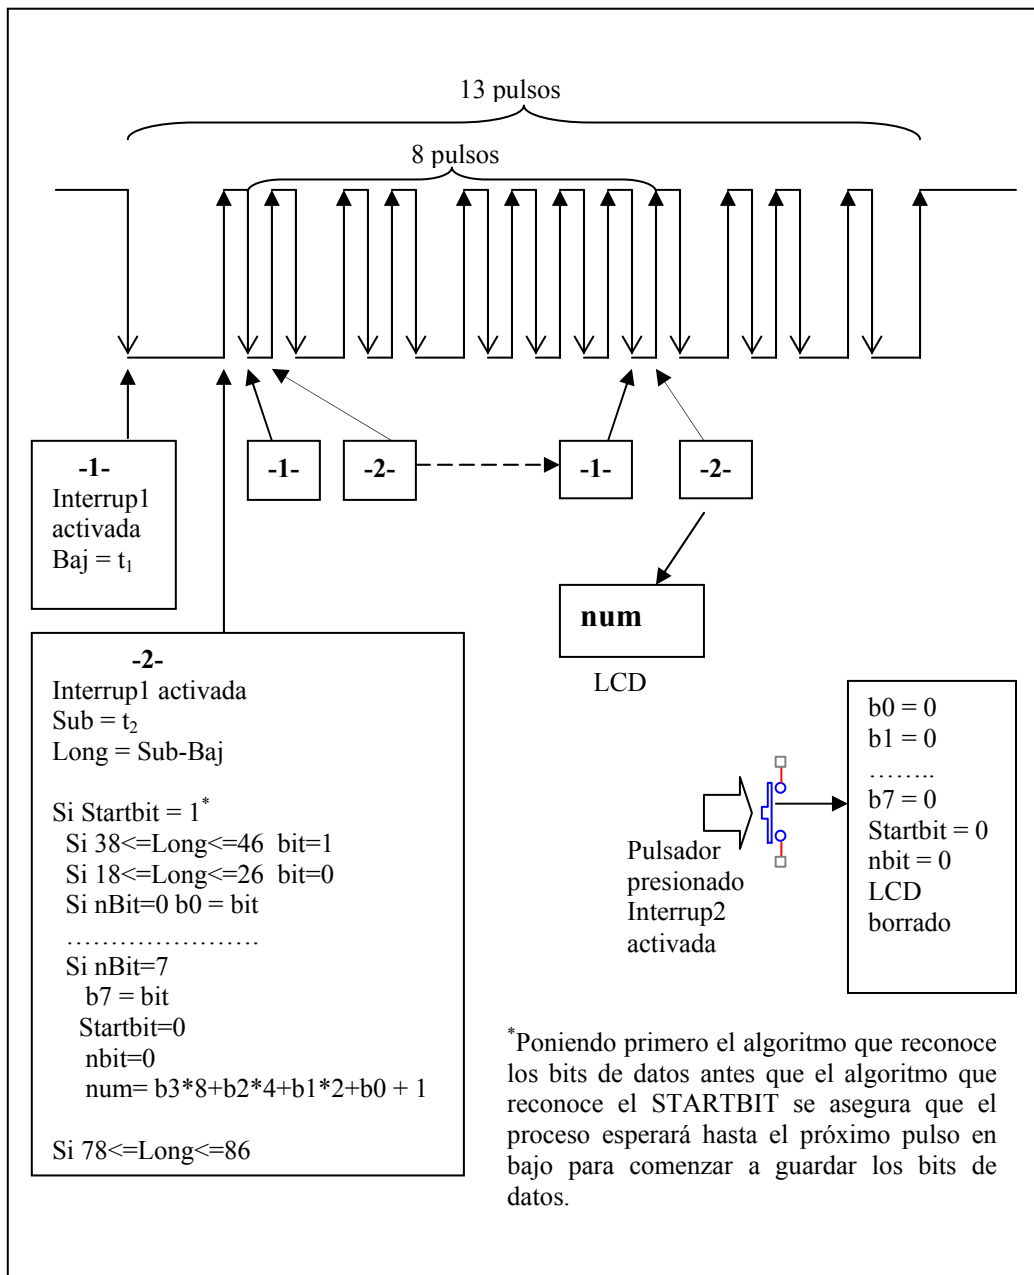 13 pulsos
8 pulsos
-1-
Interrup1
activada
Baj = t1
-1-
-2-
-1-
-2-
num
LCD
-2-
Interrup1 activada
Sub = t2
Long = Sub-Baj
Si Startbit = 1*
Si 38<=Long<=46 bit=1
Si 18<=Long<=26 bit=0
Si nBit=0 b0 = bit
…………………
Si nBit=7
b7 = bit
Startbit=0
nbit=0
num= b3*8+b2*4+b1*2+b0 + 1
Si 78<=Long<=86
Pulsador
presionado
Interrup2
activada
b0 = 0
b1 = 0
……..
b7 = 0
Startbit = 0
nbit = 0
LCD
borrado
*Poniendo primero el algoritmo que reconoce
los bits de datos antes que el algoritmo que
reconoce el STARTBIT se asegura que el
proceso esperará hasta el próximo pulso en
bajo para comenzar a guardar los bits de
datos.